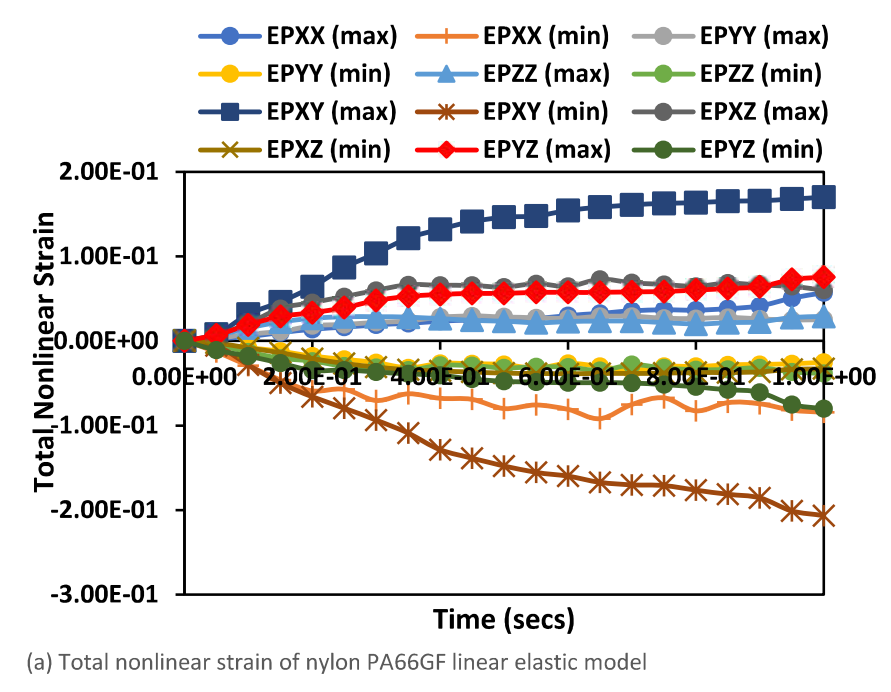 EPXX (max) EPXX (min) EPYY (max)
EPYY (min) EPZZ (max) EPZZ (min)
EPXY (max) EPXY (min) EPXZ (max)
EPXZ (min) EPYZ (max) EPYZ (min)
Total Nonlinear Strain
2.00E-01
1.00E-01
0.00E+00
-1.00E-01
-2.00E-01
-3.00E-01
0.00E+00 2.00E-01 4.00E-01 6.00E-01 8.00E-01 1.00E+00
Time (secs)
(a) Total nonlinear strain of nylon PA66GF linear elastic model